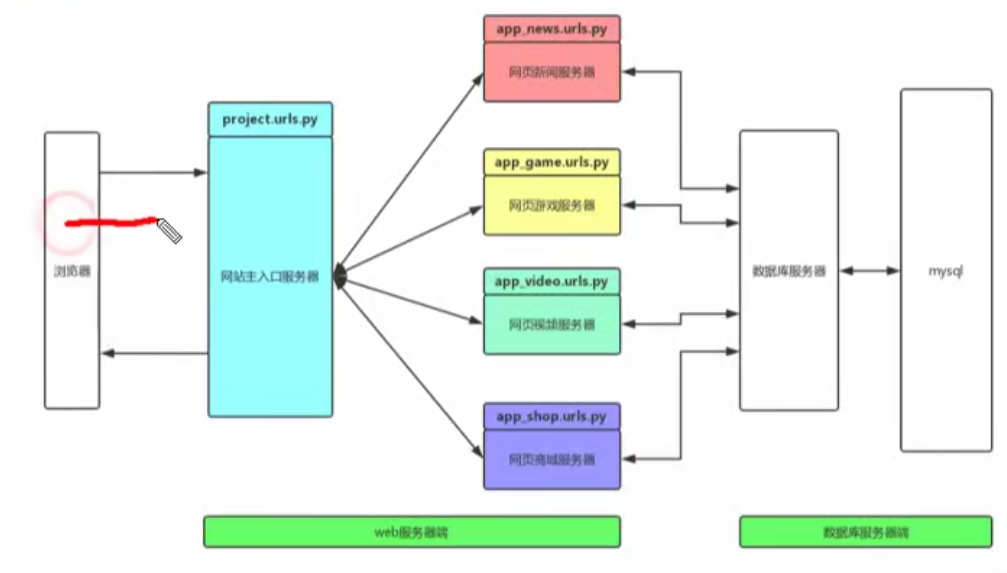 浏览器
project.urls.py
网站主入口服务器
app_news.urls.py
网页新闻服务器
app_game.urls.py
网页游戏服务器
app_video.urls.py
网页视频服务器
app_shop.urls.py
网页商城服务器
数据库服务器
mysql
web服务器端
数据库服务器端